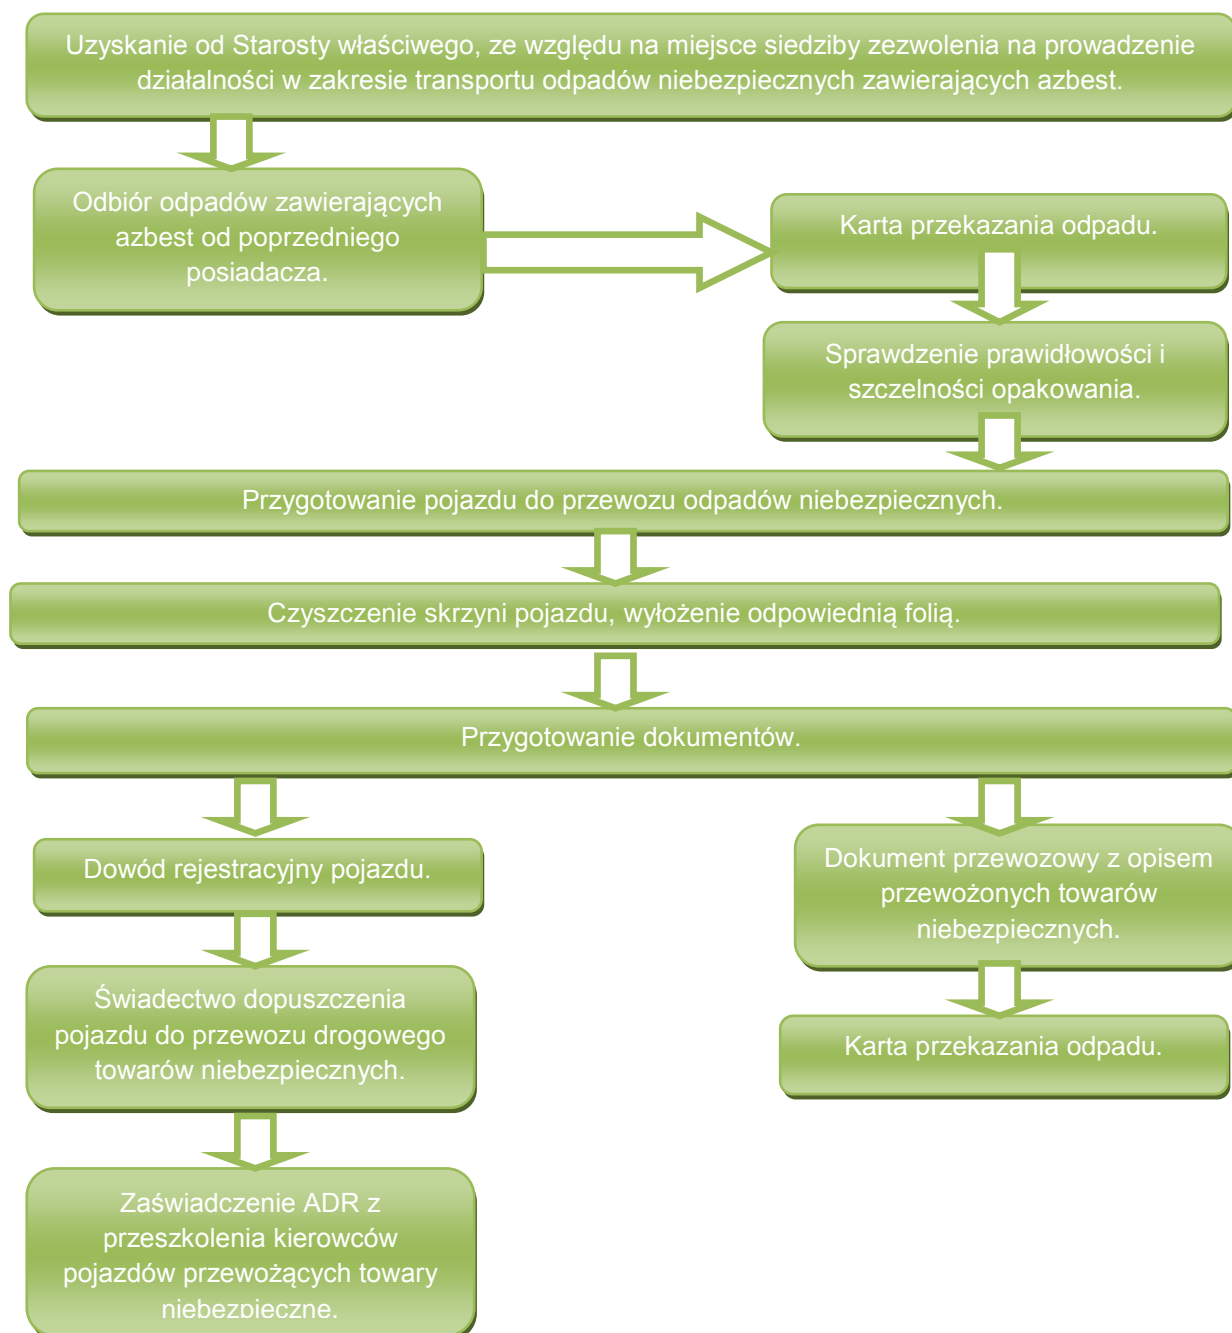 Uzyskanie od Starosty właściwego, ze względu na miejsce siedziby zezwolenia na prowadzenie
działalności w zakresie transportu odpadów niebezpiecznych zawierających azbest.
Odbiór odpadów zawierających
azbest od poprzedniego
posiadacza.
Karta przekazania odpadu.
Sprawdzenie prawidłowości i
szczelności opakowania.
Przygotowanie pojazdu do przewozu odpadów niebezpiecznych.
Czyszczenie skrzyni pojazdu, wyłożenie odpowiednią folią.
Przygotowanie dokumentów.
Dowód rejestracyjny pojazdu.
Świadectwo dopuszczenia
pojazdu do przewozu drogowego
towarów niebezpiecznych.
Zaświadczenie ADR z
przeszkolenia kierowców
pojazdów przewożących towary
niebezpieczne.
Dokument przewozowy z opisem
przewożonych towarów
niebezpiecznych.
Karta przekazania odpadu.